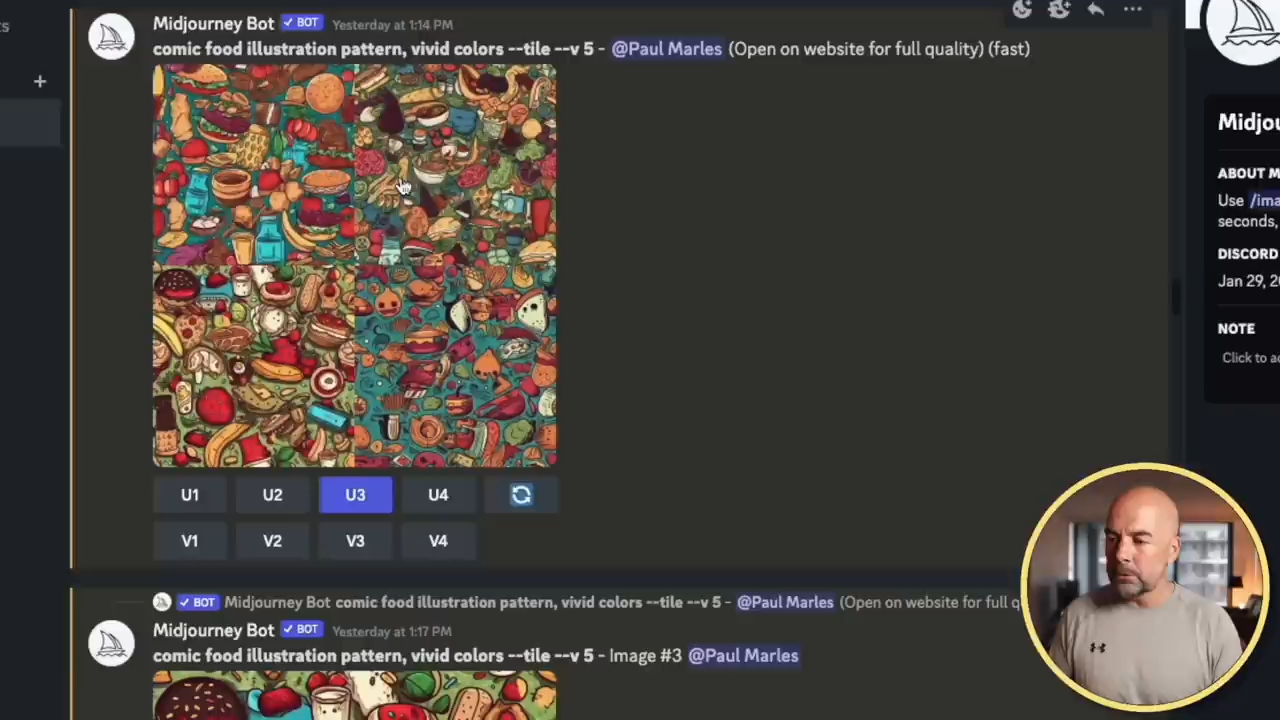 Midjourney Bot ✓ BOT Yesterday at 1:14 PM
comic food illustration pattern, vivid colors --tile --v 5 - @Paul Marles (Open on website for full quality) (fast)
U1 U2 U3 U4
V1 V2 V3 V4
✓ BOT Midjourney Bot comic food illustration pattern, vivid colors --tile --v 5 - @Paul Marles (Open on website for full q
Midjourney Bot ✓ BOT Yesterday at 1:17 PM
comic food illustration pattern, vivid colors --tile --v 5 - Image #3 @Paul Marles
Midjou
ABOUT M
Use /ima
seconds,
DISCORD
Jan 29, 20
NOTE
Click to ad